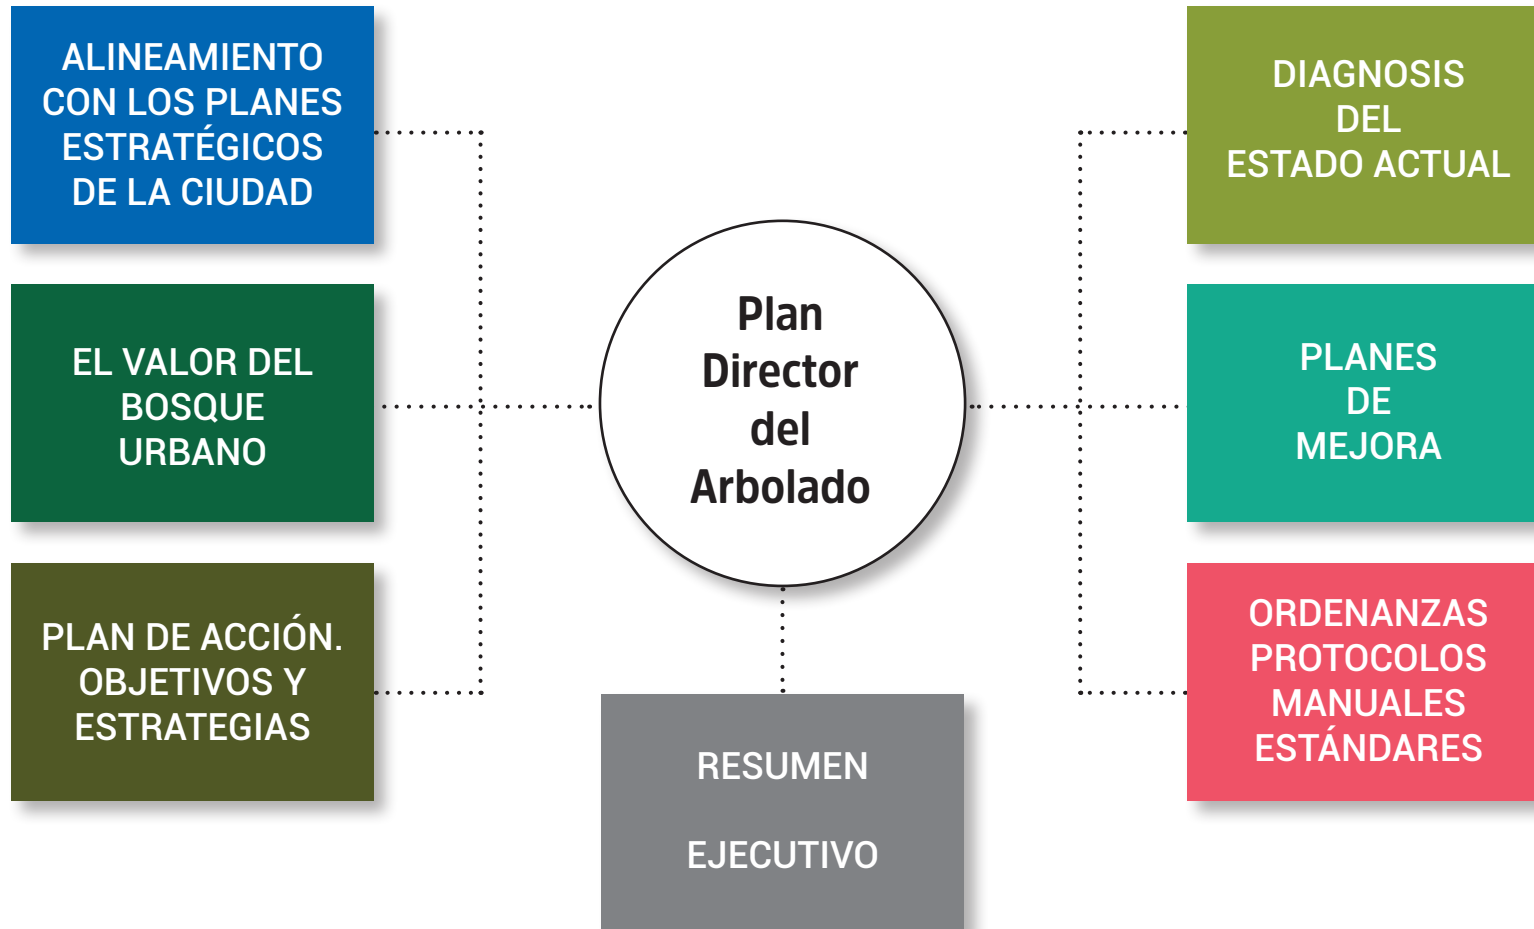 ALINEAMIENTO
CON LOS PLANES
ESTRATÉGICOS
DE LA CIUDAD
EL VALOR DEL
BOSQUE
URBANO
PLAN DE ACCIÓN.
OBJETIVOS Y
ESTRATEGIAS
Plan
Director
del
Arbolado
RESUMEN
EJECUTIVO
DIAGNOSIS
DEL
ESTADO ACTUAL
PLANES
DE
MEJORA
ORDENANZAS
PROTOCOLOS
MANUALES
ESTÁNDARES